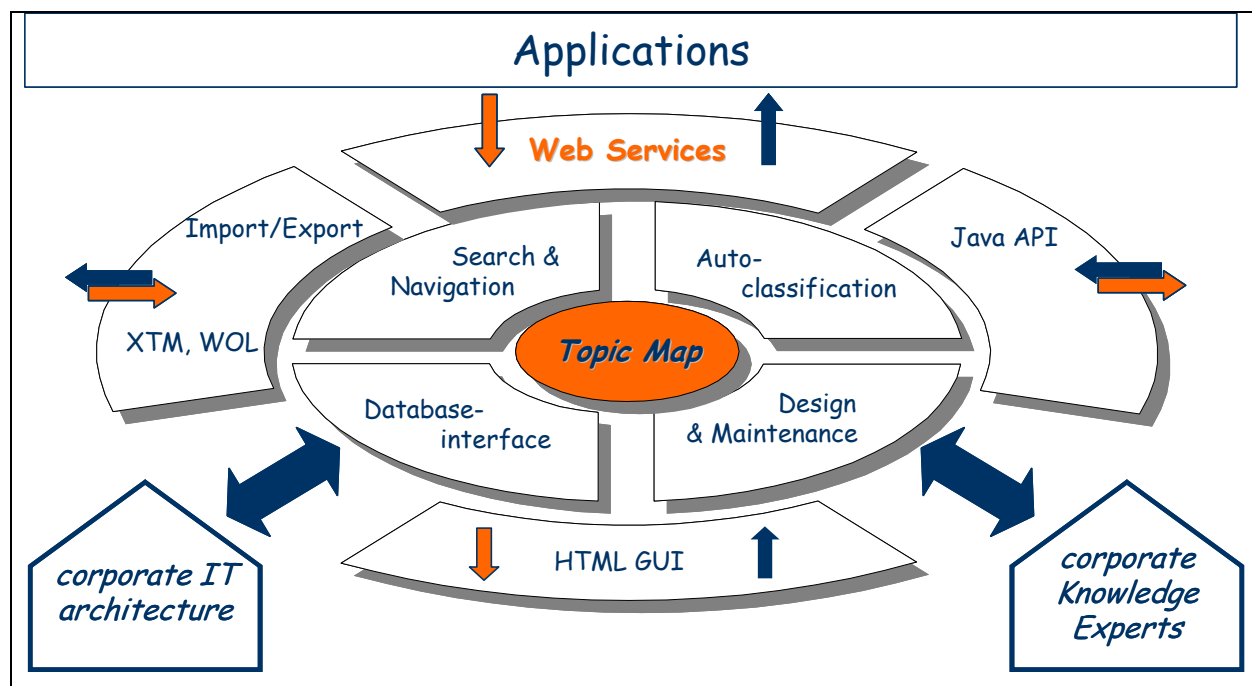 Applications
Web Services
Import/Export
XTM, WOL
Search &
Navigation
Auto-
classification
Java API
Topic Map
Database-
interface
Design
& Maintenance
HTML GUI
corporate IT
architecture
corporate
Knowledge
Experts